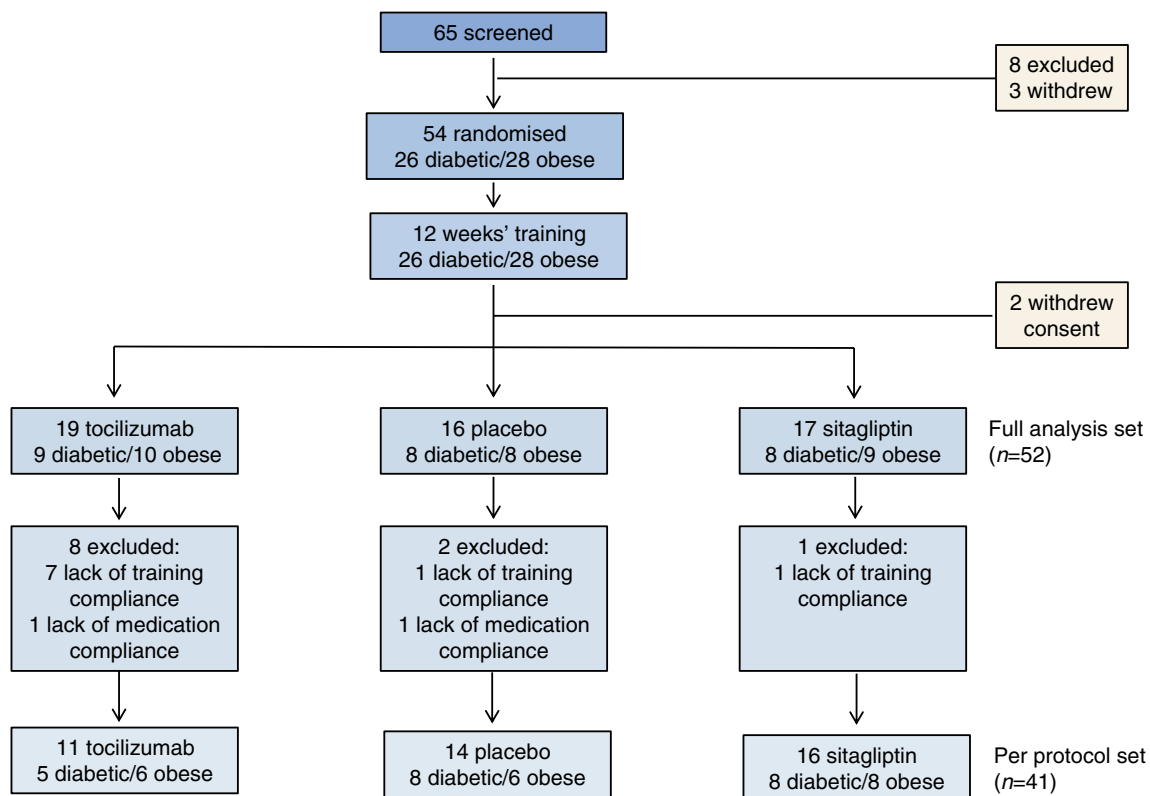 65 screened
8 excluded
3 withdrew
54 randomised
26 diabetic/28 obese
12 weeks’ training
26 diabetic/28 obese
2 withdrew
consent
19 tocilizumab
9 diabetic/10 obese
16 placebo
8 diabetic/8 obese
17 sitagliptin
8 diabetic/9 obese
Full analysis set
(n=52)
8 excluded:
7 lack of training
compliance
1 lack of medication
compliance
2 excluded:
1 lack of training
compliance
1 lack of medication
compliance
1 excluded:
1 lack of training
compliance
11 tocilizumab
5 diabetic/6 obese
14 placebo
8 diabetic/6 obese
16 sitagliptin
8 diabetic/8 obese
Per protocol set
(n=41)